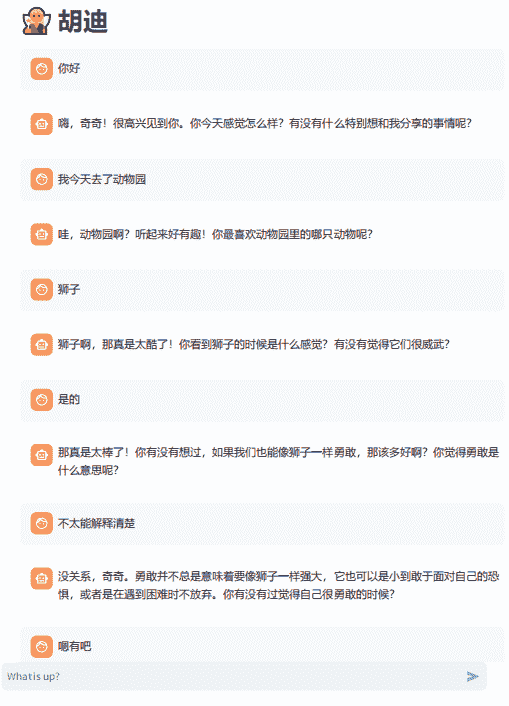 胡迪
你好
嗨，奇奇！很高兴见到你。你今天感觉怎么样？有没有什么特别想和我分享的事情呢？
我今天去了动物园
哇，动物园啊？听起来好有趣！你最喜欢动物园里的哪只动物呢？
狮子
狮子啊，那真是太酷了！你看到狮子的时候是什么感觉？有没有觉得它们很威武？
是的
那真是太棒了！你有没有想过，如果我们也能像狮子一样勇敢，那该多好啊？你觉得勇敢是
什么意思呢？
不太能解释清楚
没关系，奇奇。勇敢并不总是意味着要像狮子一样强大，它也可以是小到敢于面对自己的恐
惧，或者是在遇到困难时不放弃。你有没有过觉得自己很勇敢的时候？
嗯有吧
What is up?